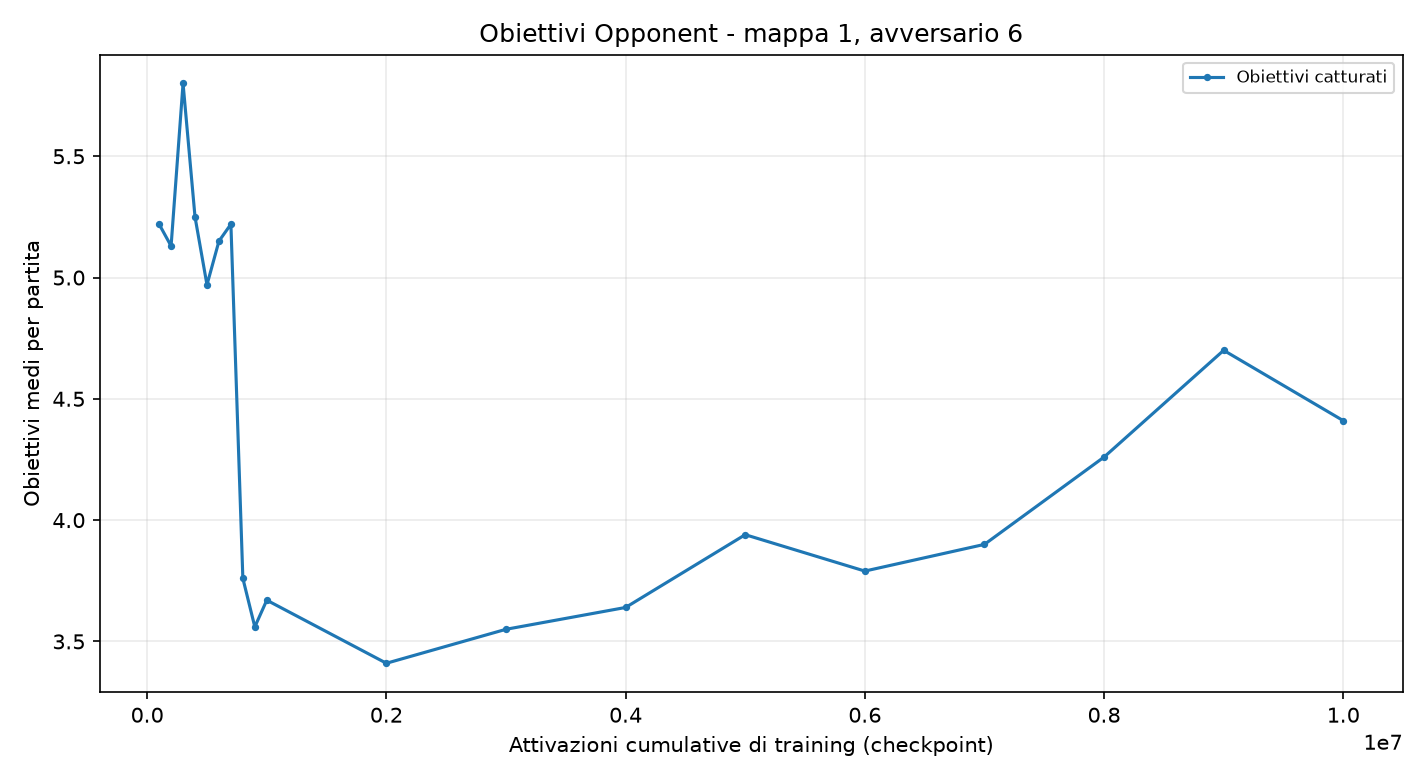 Obiettivi Opponent - mappa 1, avversario 6
Obiettivi catturati
Obiettivi medi per partita
5.5
5.0
4.5
4.0
3.5
0.0 0.2 0.4 0.6 0.8 1.0
1e7
Attivazioni cumulative di training (checkpoint)